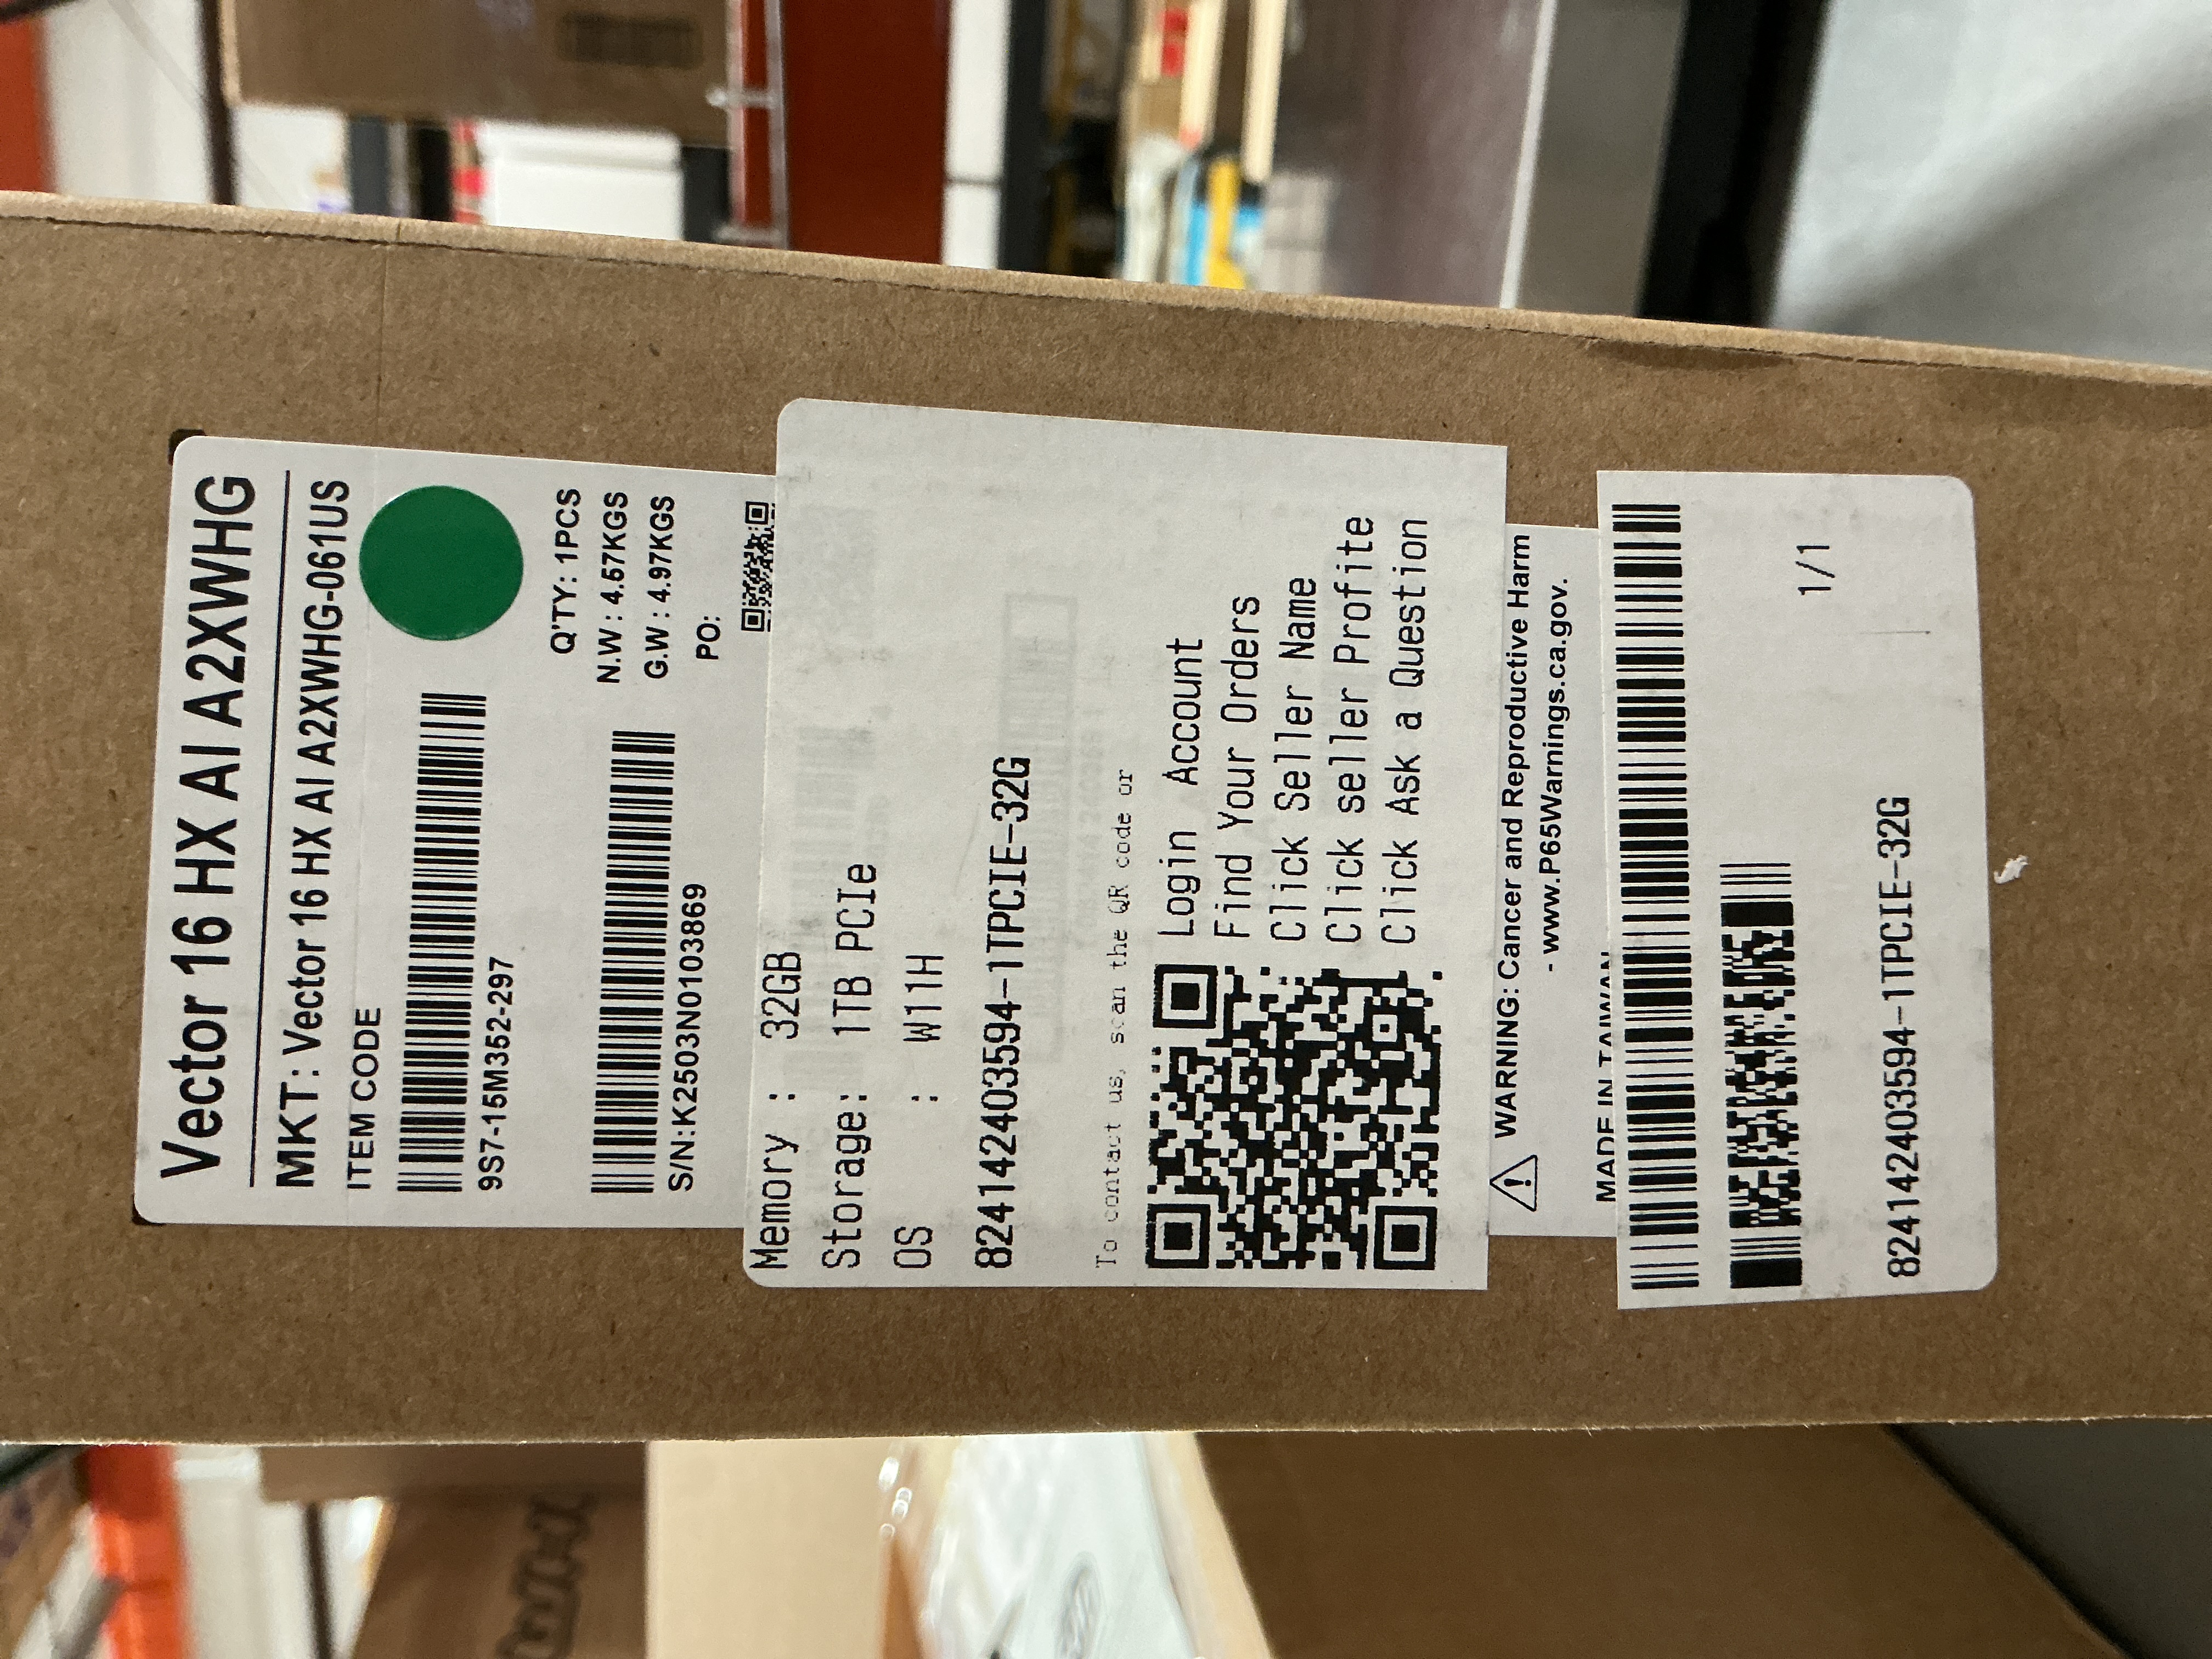 Vector 16 HX AI A2XWHG
MKT: Vector 16 HX AI A2XWHG-061US
ITEM CODE
9S7-15M352-297
Q'TY: 1PCS
N.W : 4.57KGS
G.W : 4.97KGS
S/N:K2503N0103869
PO:
Memory : 32GB
Storage: 1TB PCIe
OS : W11H
824142403594-1TPCIE-32G
To contact us, scan the QR code or
Login Account
Find Your Orders
Click Seller Name
Click seller Profite
Click Ask a Question
WARNING: Cancer and Reproductive Harm
- www.P65Warnings.ca.gov.
MADE IN TAIWAN
1/1
824142403594-1TPCIE-32G